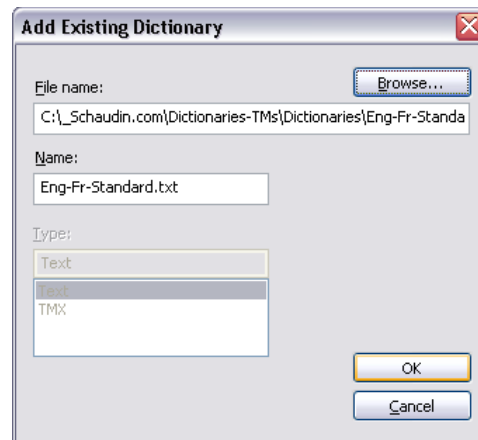 Add Existing Dictionary
File name:
Browse...
C:\_Schaudin.com\Dictionaries-TMs\Dictionaries\Eng-Fr-Standa
Name:
Eng-Fr-Standard.txt
Type:
Text
Text
TMX
OK
Cancel